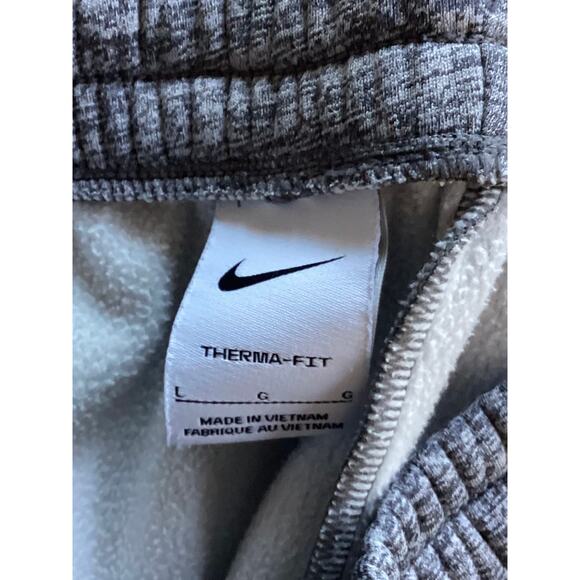 THERMA-FIT
L G G
MADE IN VIETNAM
FABRIQUE AU VIETNAM